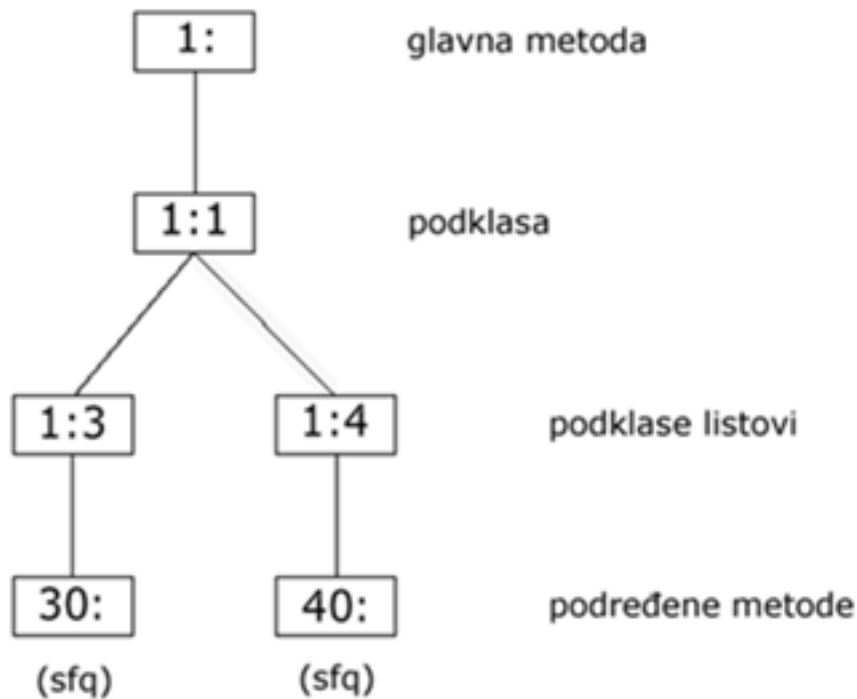 1: glavna metoda
1:1 podklasa
1:3 1:4 podklase listovi
30: 40: podređene metode
(sfq) (sfq)